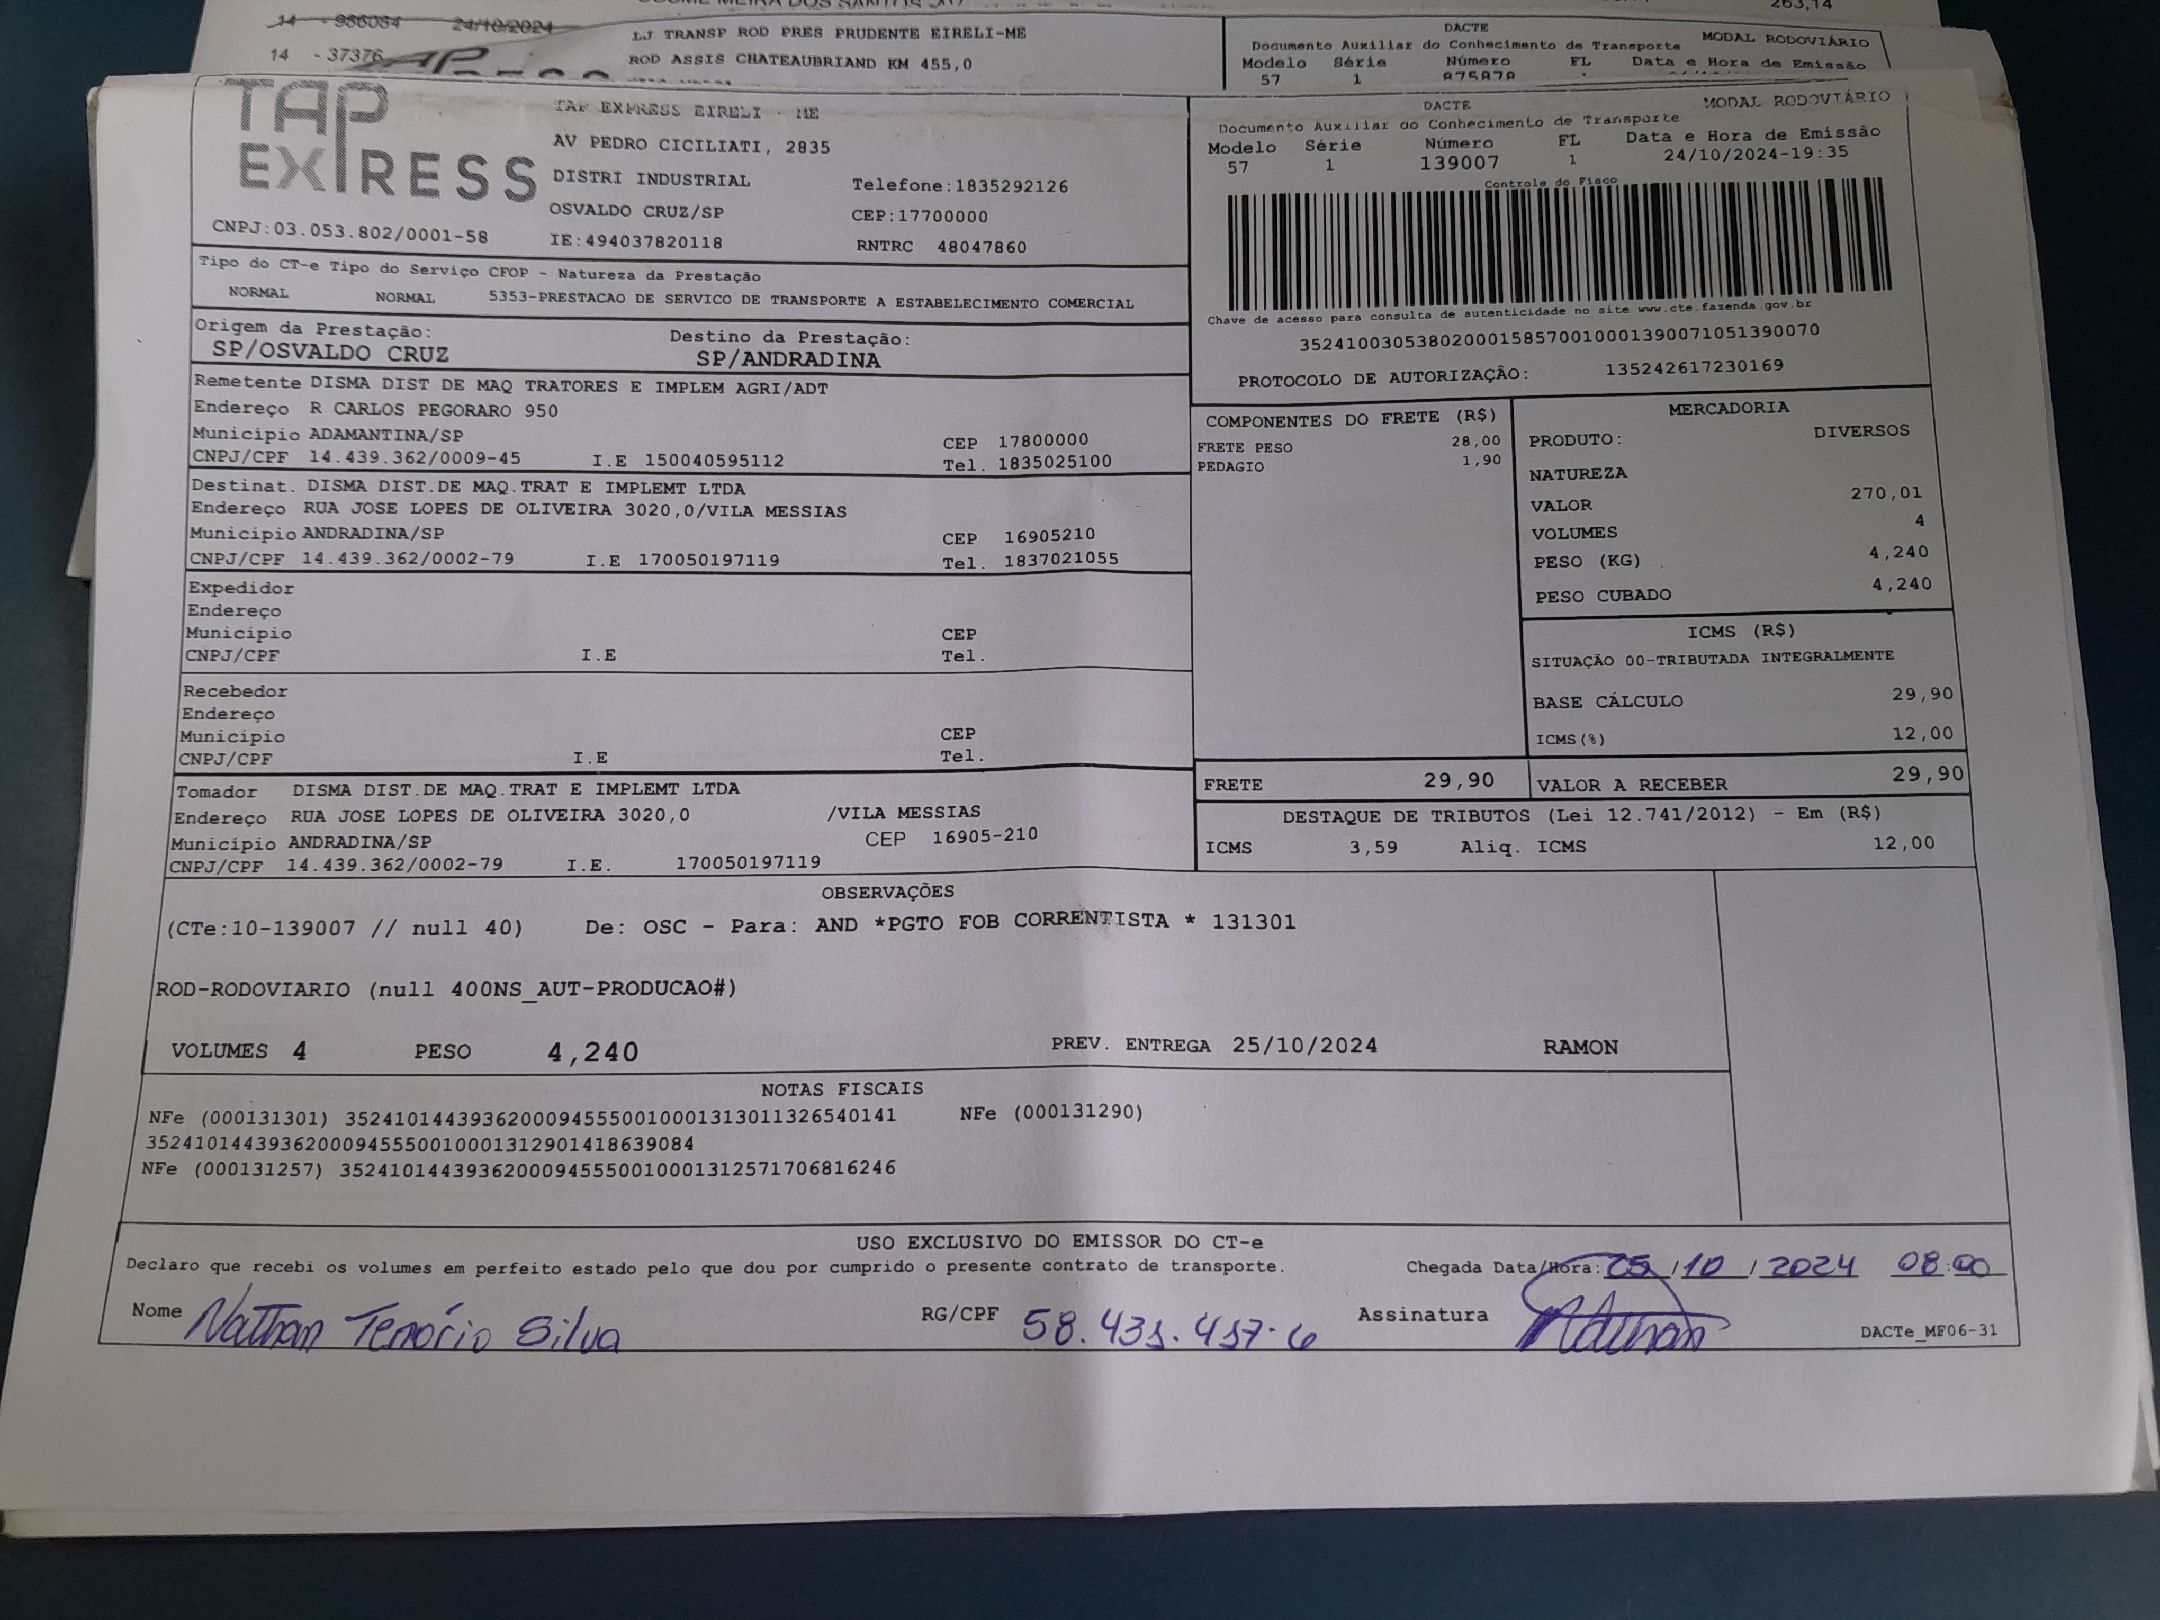 14 - 986084 24/10/2024
263,14
LJ TRANSP ROD PRES PRUDENTE EIRELI-ME
14 - 37376
ROD ASSIS CHATEAUBRIAND KM 455,0
DACTE
MODAL RODOVIÁRIO
Documento Auxiliar do Conhecimento de Transporte
Modelo Série Número FL Data e Hora de Emissão
57 1 875878
TAP EXPRESS
TAP EXPRESS EIRELI - ME
AV PEDRO CICILIATI, 2835
DISTRI INDUSTRIAL Telefone:1835292126
OSVALDO CRUZ/SP CEP:17700000
CNPJ:03.053.802/0001-58 IE:494037820118 RNTRC 48047860
DACTE MODAL RODOVIÁRIO
Documento Auxiliar do Conhecimento de Transporte
Modelo Série Número FL Data e Hora de Emissão
57 1 139007 1 24/10/2024-19:35
Controle do Fisco
Chave de acesso para consulta de autenticidade no site www.cte.fazenda.gov.br
35241003053802000158570010001390071051390070
PROTOCOLO DE AUTORIZAÇÃO: 135242617230169
Tipo do CT-e Tipo do Serviço CFOP - Natureza da Prestação
NORMAL NORMAL 5353-PRESTACAO DE SERVICO DE TRANSPORTE A ESTABELECIMENTO COMERCIAL
Origem da Prestação: Destino da Prestação:
SP/OSVALDO CRUZ SP/ANDRADINA
Remetente DISMA DIST DE MAQ TRATORES E IMPLEM AGRI/ADT
Endereço R CARLOS PEGORARO 950
Município ADAMANTINA/SP CEP 17800000
CNPJ/CPF 14.439.362/0009-45 I.E 150040595112 Tel. 1835025100
Destinat. DISMA DIST.DE MAQ.TRAT E IMPLEMT LTDA
Endereço RUA JOSE LOPES DE OLIVEIRA 3020,0/VILA MESSIAS
Município ANDRADINA/SP CEP 16905210
CNPJ/CPF 14.439.362/0002-79 I.E 170050197119 Tel. 1837021055
Expedidor
Endereço
Município CEP
CNPJ/CPF I.E Tel.
Recebedor
Endereço
Município CEP
CNPJ/CPF I.E Tel.
Tomador DISMA DIST.DE MAQ.TRAT E IMPLEMT LTDA
Endereço RUA JOSE LOPES DE OLIVEIRA 3020,0 /VILA MESSIAS
Município ANDRADINA/SP CEP 16905-210
CNPJ/CPF 14.439.362/0002-79 I.E. 170050197119
COMPONENTES DO FRETE (R$)
FRETE PESO 28,00
PEDAGIO 1,90
MERCADORIA
PRODUTO: DIVERSOS
NATUREZA
VALOR 270,01
VOLUMES 4
PESO (KG) 4,240
PESO CUBADO 4,240
ICMS (R$)
SITUAÇÃO 00-TRIBUTADA INTEGRALMENTE
BASE CÁLCULO 29,90
ICMS(%) 12,00
FRETE 29,90 VALOR A RECEBER 29,90
DESTAQUE DE TRIBUTOS (Lei 12.741/2012) - Em (R$)
ICMS 3,59 Aliq. ICMS 12,00
OBSERVAÇÕES
(CTe:10-139007 // null 40) De: OSC - Para: AND *PGTO FOB CORRENTISTA * 131301
ROD-RODOVIARIO (null 400NS_AUT-PRODUCAO#)
VOLUMES 4 PESO 4,240 PREV. ENTREGA 25/10/2024 RAMON
NOTAS FISCAIS
NFe (000131301) 35241014439362000945550010001313011326540141 NFe (000131290)
35241014439362000945550010001312901418639084
NFe (000131257) 35241014439362000945550010001312571706816246
USO EXCLUSIVO DO EMISSOR DO CT-e
Declaro que recebi os volumes em perfeito estado pelo que dou por cumprido o presente contrato de transporte. Chegada Data/Hora: 25/10/2024 08:00
Nome Nathan Tenório Silva RG/CPF 58.431.417-6 Assinatura Nathan
DACTe_MF06-31